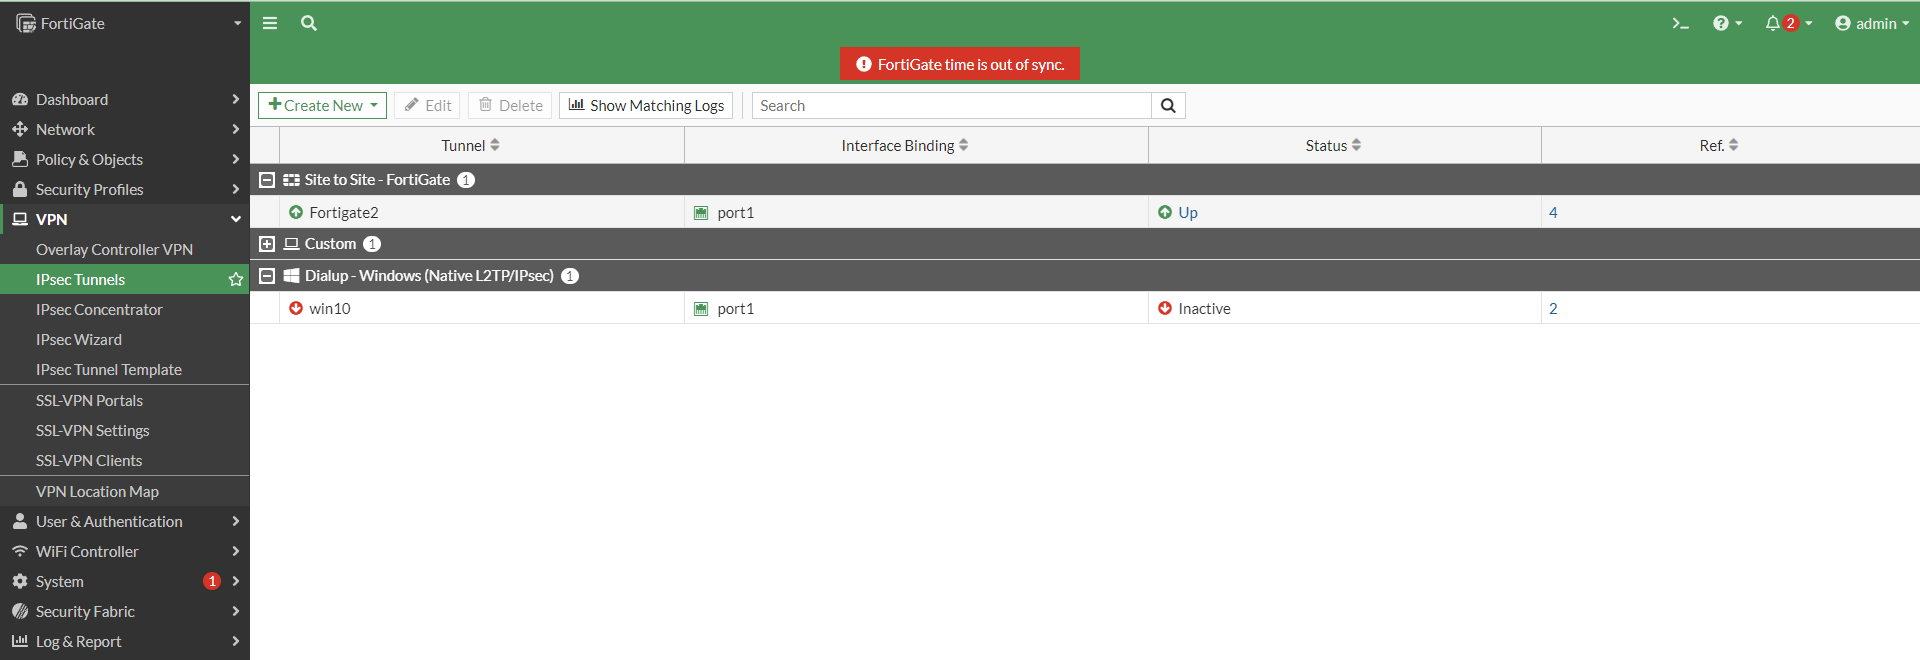 FortiGate
2
admin
FortiGate time is out of sync.
Dashboard
Network
Policy & Objects
Security Profiles
VPN
Overlay Controller VPN
IPsec Tunnels
IPsec Concentrator
IPsec Wizard
IPsec Tunnel Template
SSL-VPN Portals
SSL-VPN Settings
SSL-VPN Clients
VPN Location Map
User & Authentication
WiFi Controller
System 1
Security Fabric
Log & Report
Create New Edit Delete Show Matching Logs Search
Tunnel Interface Binding Status Ref.
Site to Site - FortiGate 1
Fortigate2 port1 Up 4
Custom 1
Dialup - Windows (Native L2TP/IPsec) 1
win10 port1 Inactive 2